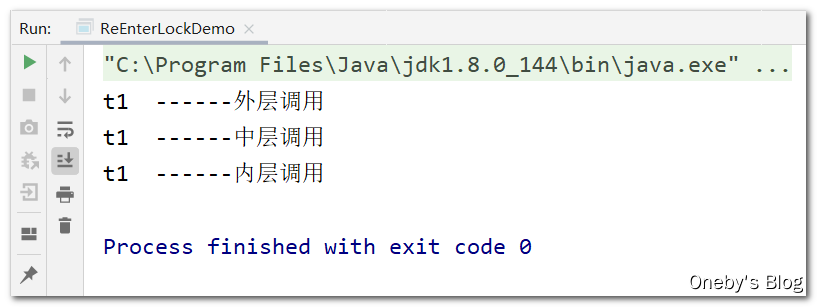 Run: ReEnterLockDemo
"C:\Program Files\Java\jdk1.8.0_144\bin\java.exe" ...
t1  ------外层调用
t1  ------中层调用
t1  ------内层调用
Process finished with exit code 0
Oneby's Blog